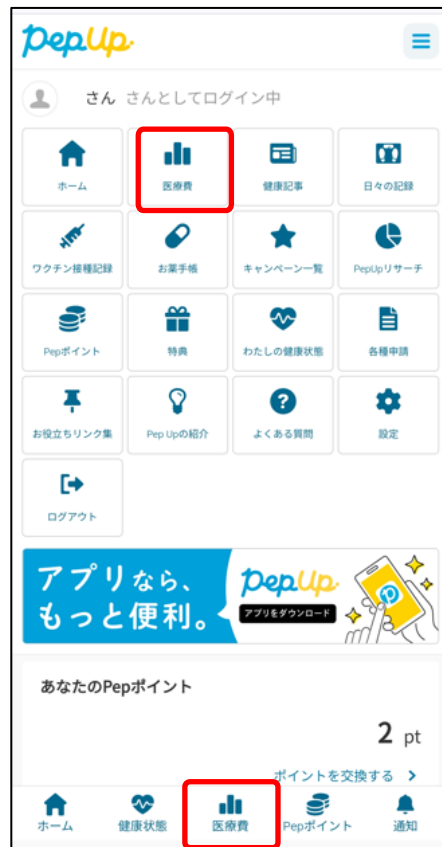 PepUp
さん さんとしてログイン中
ホーム 医療費 健康記事 日々の記録
ワクチン接種記録 お薬手帳 キャンペーン一覧 PepUpリサーチ
Pepポイント 特典 わたしの健康状態 各種申請
お役立ちリンク集 Pep Upの紹介 よくある質問 設定
ログアウト
アプリなら、
もっと便利。
PepUp
アプリをダウンロード
あなたのPepポイント
2 pt
ポイントを交換する
ホーム 健康状態 医療費 Pepポイント 通知